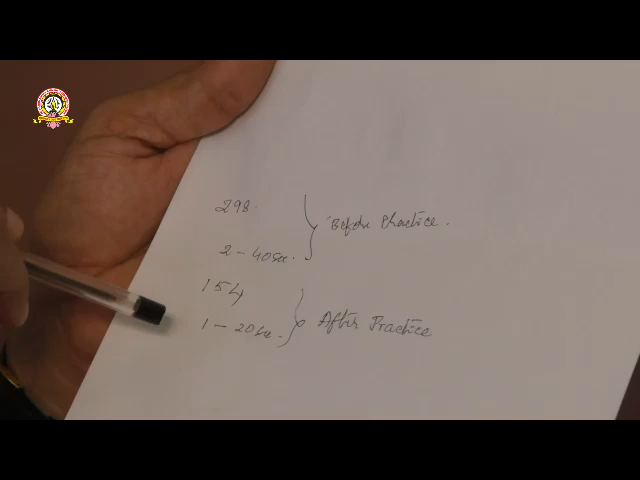 298.
2 - 40sec. } Before Practice.
154
1 - 20sec. } After Practice